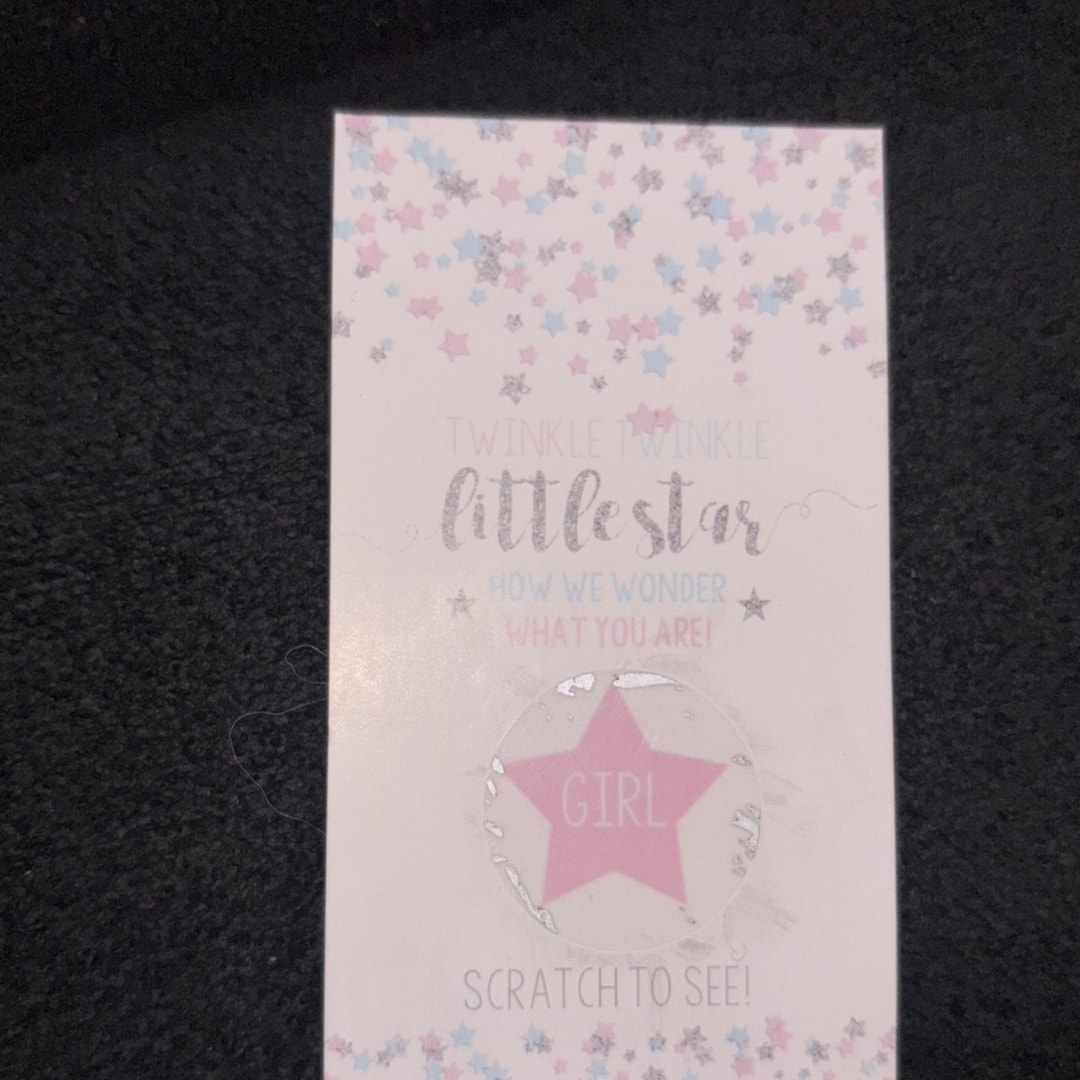 TWINKLE TWINKLE
little star
HOW WE WONDER
WHAT YOU ARE!
GIRL
SCRATCH TO SEE!